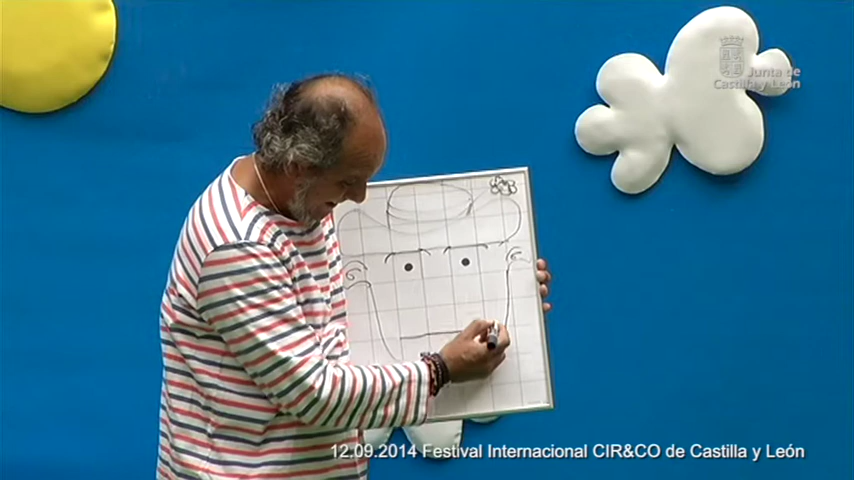 Junta de
Castilla y León
12.09.2014 Festival Internacional CIR&CO de Castilla y León